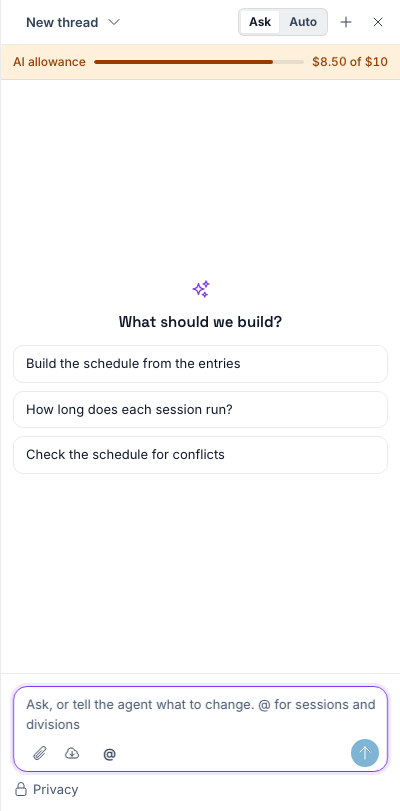 New thread
Ask
Auto
AI allowance
$8.50 of $10
What should we build?
Build the schedule from the entries
How long does each session run?
Check the schedule for conflicts
Ask, or tell the agent what to change. @ for sessions and
divisions
@
Privacy